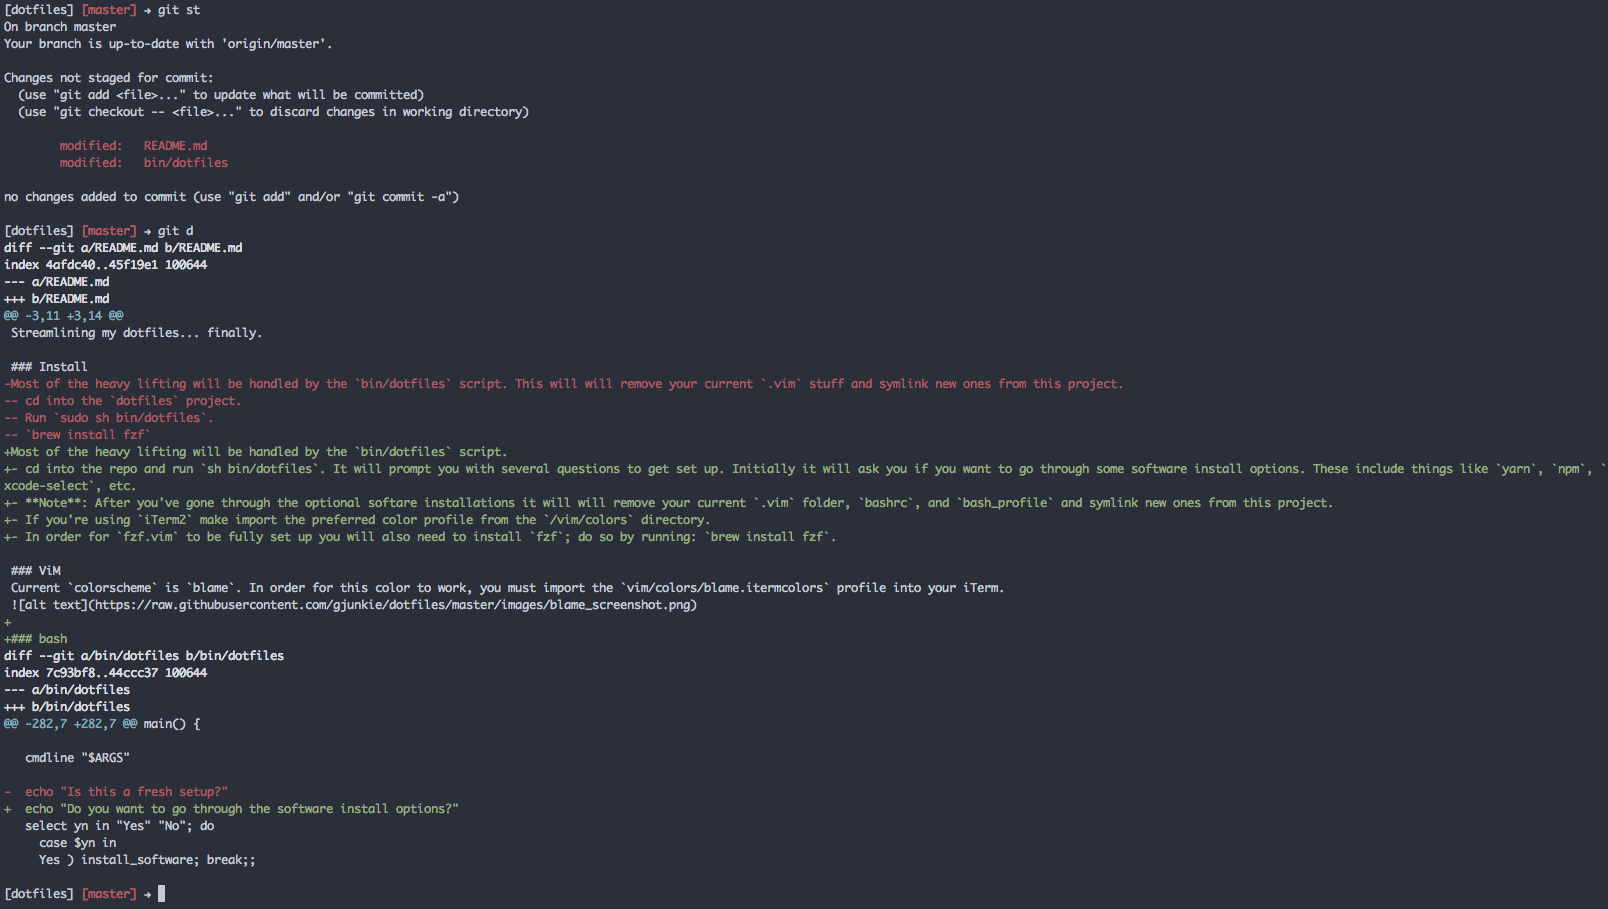 [dotfiles] [master] → git st
On branch master
Your branch is up-to-date with 'origin/master'.
Changes not staged for commit:
  (use "git add <file>..." to update what will be committed)
  (use "git checkout -- <file>..." to discard changes in working directory)
        modified:   README.md
        modified:   bin/dotfiles
no changes added to commit (use "git add" and/or "git commit -a")
[dotfiles] [master] → git d
diff --git a/README.md b/README.md
index 4afdc40..45f19e1 100644
--- a/README.md
+++ b/README.md
@@ -3,11 +3,14 @@
 Streamlining my dotfiles... finally.
 ### Install
-Most of the heavy lifting will be handled by the `bin/dotfiles` script. This will will remove your current `.vim` stuff and symlink new ones from this project.
-- cd into the `dotfiles` project.
-- Run `sudo sh bin/dotfiles`.
-- `brew install fzf`
+Most of the heavy lifting will be handled by the `bin/dotfiles` script.
+- cd into the repo and run `sh bin/dotfiles`. It will prompt you with several questions to get set up. Initially it will ask you if you want to go through some software install options. These include things like `yarn`, `npm`, `
xcode-select`, etc.
+- **Note**: After you've gone through the optional softare installations it will will remove your current `.vim` folder, `bashrc`, and `bash_profile` and symlink new ones from this project.
+- If you're using `iTerm2` make import the preferred color profile from the `/vim/colors` directory.
+- In order for `fzf.vim` to be fully set up you will also need to install `fzf`; do so by running: `brew install fzf`.
 ### ViM
 Current `colorscheme` is `blame`. In order for this color to work, you must import the `vim/colors/blame.itermcolors` profile into your iTerm.
 ![alt text](https://raw.githubusercontent.com/gjunkie/dotfiles/master/images/blame_screenshot.png)
+
+### bash
diff --git a/bin/dotfiles b/bin/dotfiles
index 7c93bf8..44ccc37 100644
--- a/bin/dotfiles
+++ b/bin/dotfiles
@@ -282,7 +282,7 @@ main() {
   cmdline "$ARGS"
-  echo "Is this a fresh setup?"
+  echo "Do you want to go through the software install options?"
   select yn in "Yes" "No"; do
     case $yn in
     Yes ) install_software; break;;
[dotfiles] [master] →